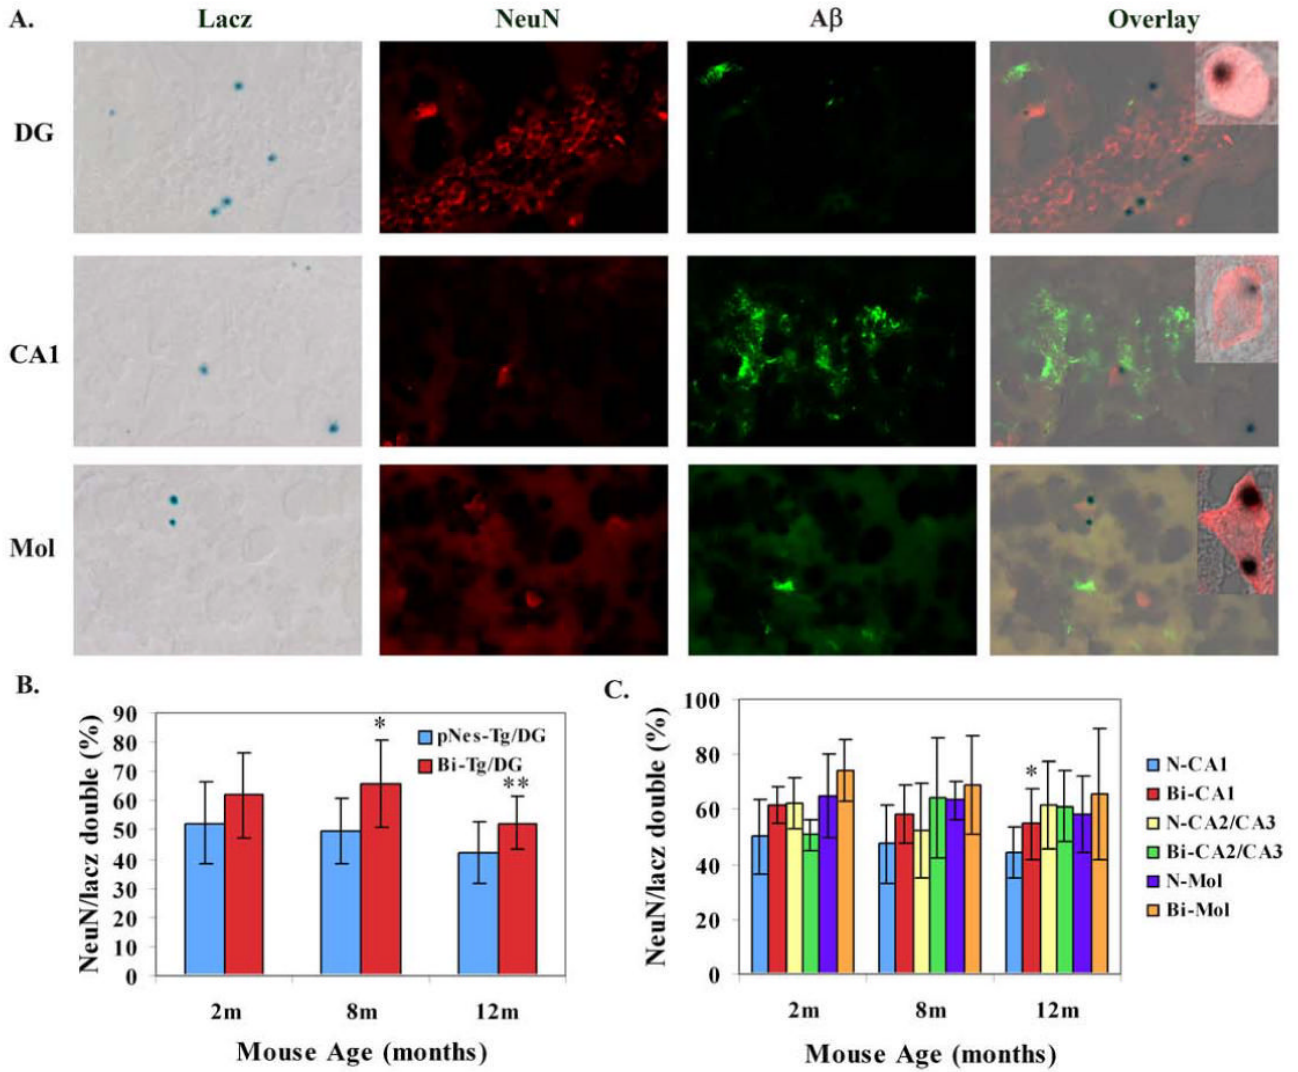 A.
Lacz
NeuN
Aβ
Overlay
DG
CA1
Mol
B.
NeuN/lacz double (%)
90
80
70
60
50
40
30
20
10
0
*
**
pNes-Tg/DG
Bi-Tg/DG
2m
8m
12m
Mouse Age (months)
C.
NeuN/lacz double (%)
100
80
60
40
20
0
*
N-CA1
Bi-CA1
N-CA2/CA3
Bi-CA2/CA3
N-Mol
Bi-Mol
2m
8m
12m
Mouse Age (months)